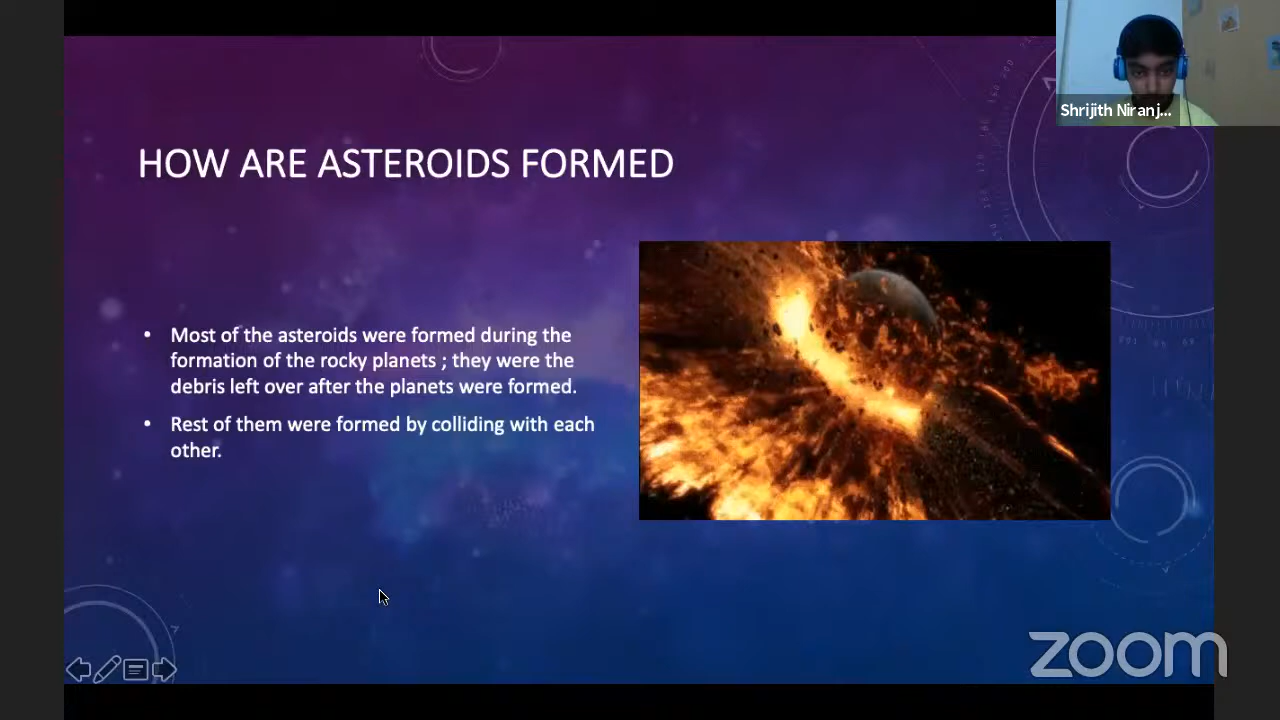 Shrijith Niranj...
HOW ARE ASTEROIDS FORMED
• Most of the asteroids were formed during the
formation of the rocky planets ; they were the
debris left over after the planets were formed.
• Rest of them were formed by colliding with each
other.
zoom